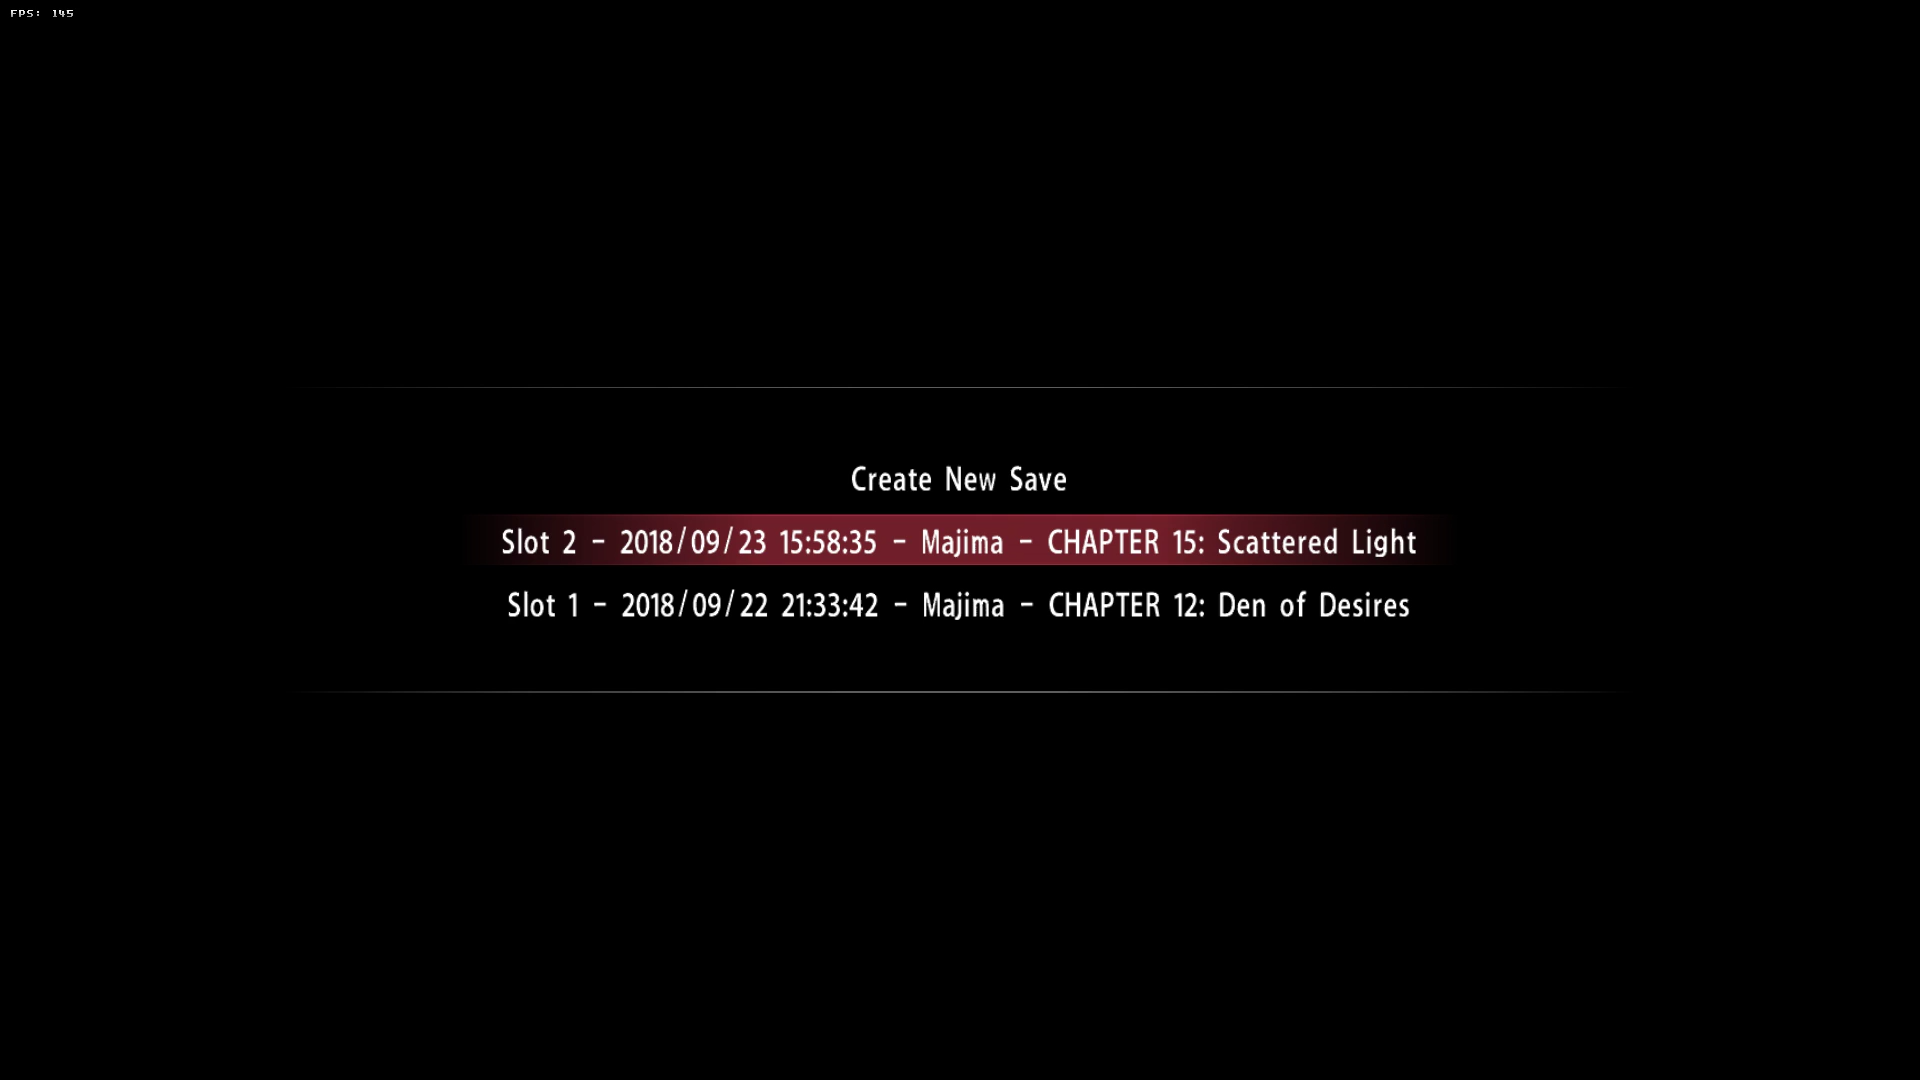 FPS: 145
Create New Save
Slot 2 - 2018/09/23 15:58:35 - Majima - CHAPTER 15: Scattered Light
Slot 1 - 2018/09/22 21:33:42 - Majima - CHAPTER 12: Den of Desires